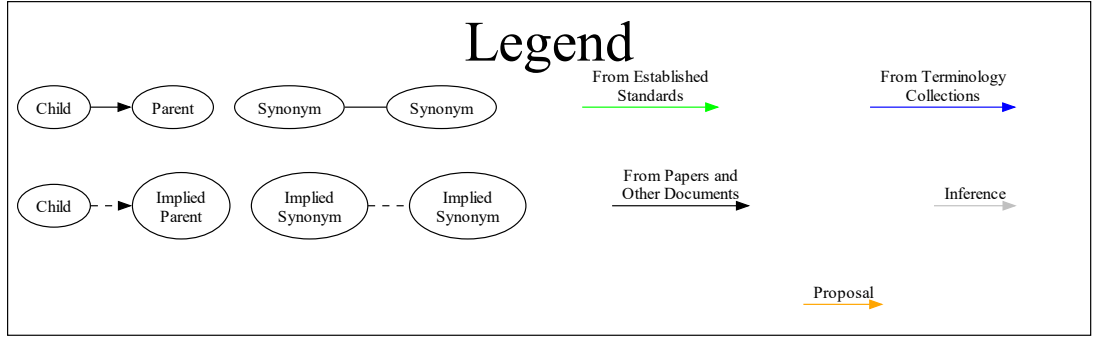 Legend
Child
Parent
Synonym
Synonym
From Established
Standards
From Terminology
Collections
Child
Implied
Parent
Implied
Synonym
Implied
Synonym
From Papers and
Other Documents
Inference
Proposal